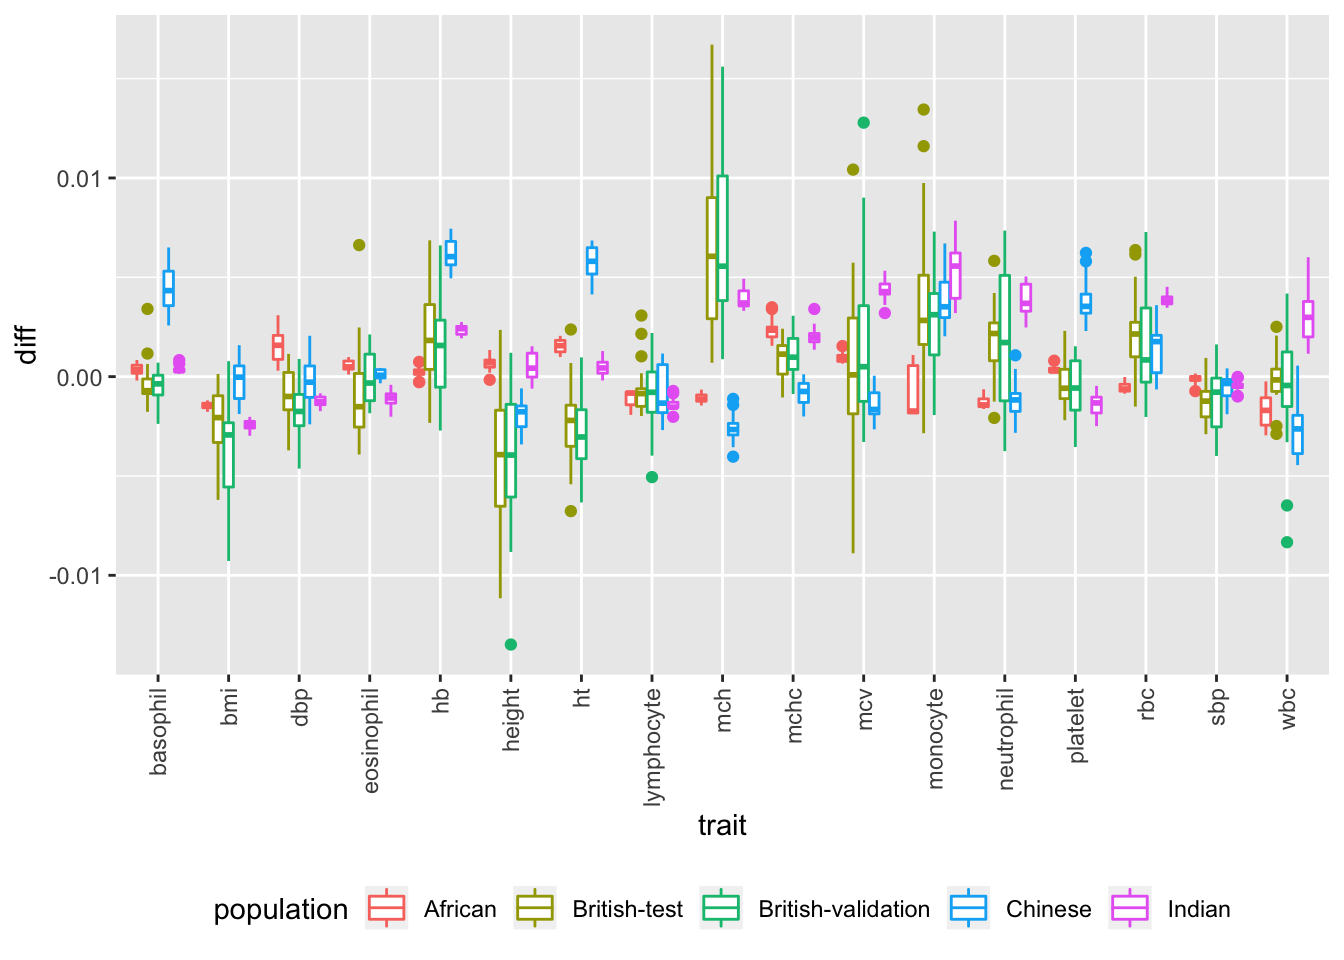 diff
0.01
0.00
-0.01
basophil
bmi
dbp
eosinophil
hb
height
ht
lymphocyte
mch
mchc
mcv
monocyte
neutrophil
platelet
rbc
sbp
wbc
trait
population African British-test British-validation Chinese Indian